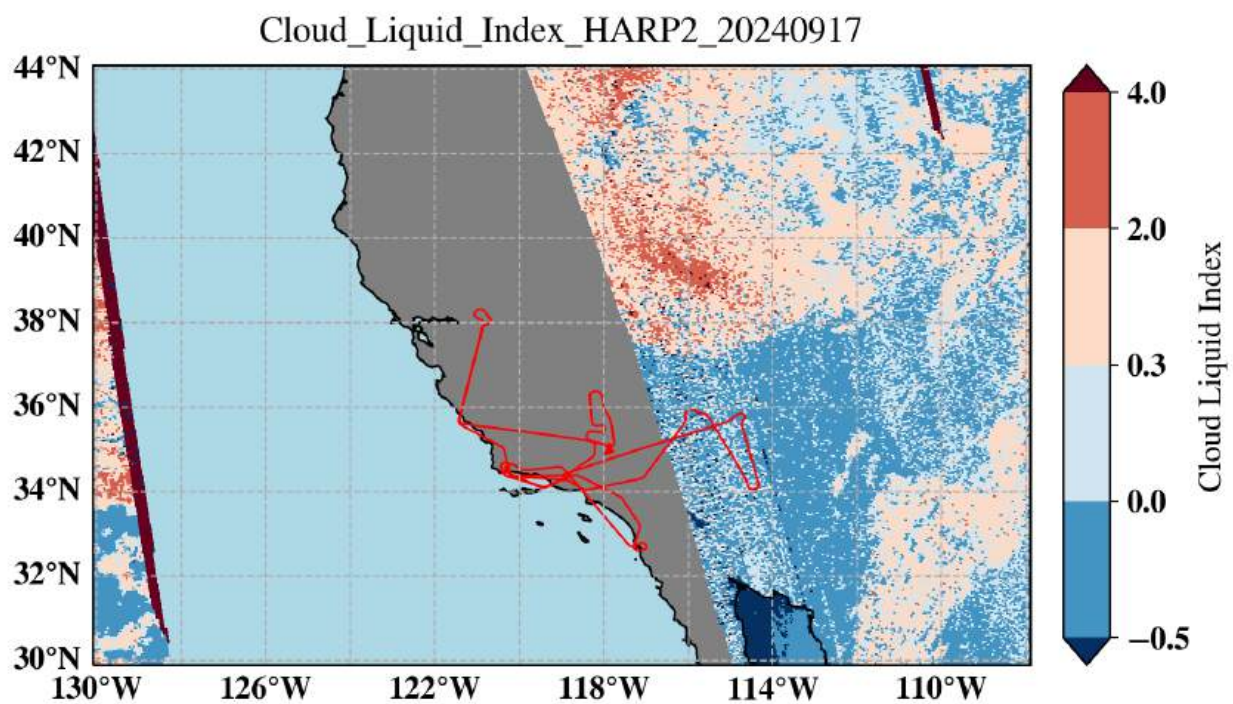 Cloud_Liquid_Index_HARP2_20240917
44°N
42°N
40°N
38°N
36°N
34°N
32°N
30°N
130°W 126°W 122°W 118°W 114°W 110°W
4.0
2.0
0.3
0.0
−0.5
Cloud Liquid Index